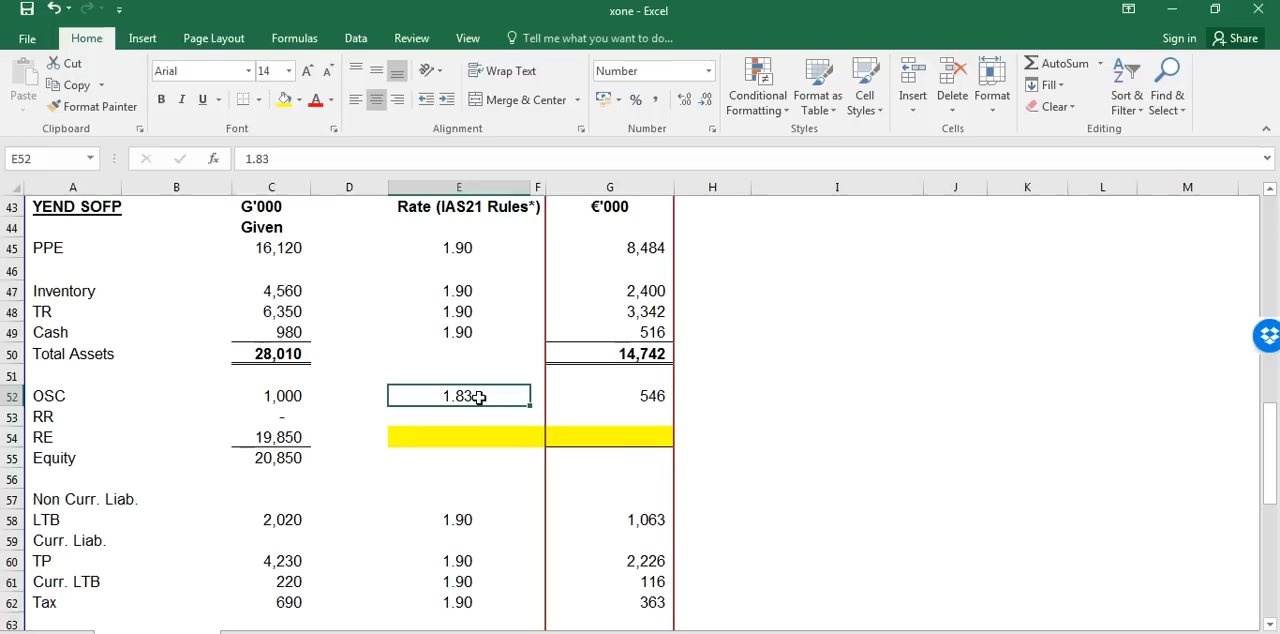 xone - Excel
File Home Insert Page Layout Formulas Data Review View Tell me what you want to do... Sign in Share
Paste Cut Arial 14 Wrap Text Number Conditional Formatting Format as Table Cell Styles Insert Delete Format AutoSum Sort & Filter Find & Select
Copy B I U Merge & Center % Fill
Format Painter Clear
Clipboard Font Alignment Number Styles Cells Editing
E52 fx 1.83
A B C D E F G H I J K L M
43 YEND SOFP G'000 Rate (IAS21 Rules*) €'000
44 Given
45 PPE 16,120 1.90 8,484
46
47 Inventory 4,560 1.90 2,400
48 TR 6,350 1.90 3,342
49 Cash 980 1.90 516
50 Total Assets 28,010 14,742
51
52 OSC 1,000 1.83 546
53 RR -
54 RE 19,850
55 Equity 20,850
56
57 Non Curr. Liab.
58 LTB 2,020 1.90 1,063
59 Curr. Liab.
60 TP 4,230 1.90 2,226
61 Curr. LTB 220 1.90 116
62 Tax 690 1.90 363
63